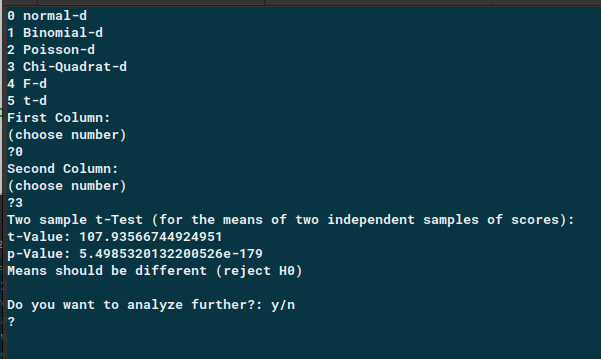 0 normal-d
1 Binomial-d
2 Poisson-d
3 Chi-Quadrat-d
4 F-d
5 t-d
First Column:
(choose number)
?0
Second Column:
(choose number)
?3
Two sample t-Test (for the means of two independent samples of scores):
t-Value: 107.93566744924951
p-Value: 5.4985320132200526e-179
Means should be different (reject H0)
Do you want to analyze further?: y/n
?